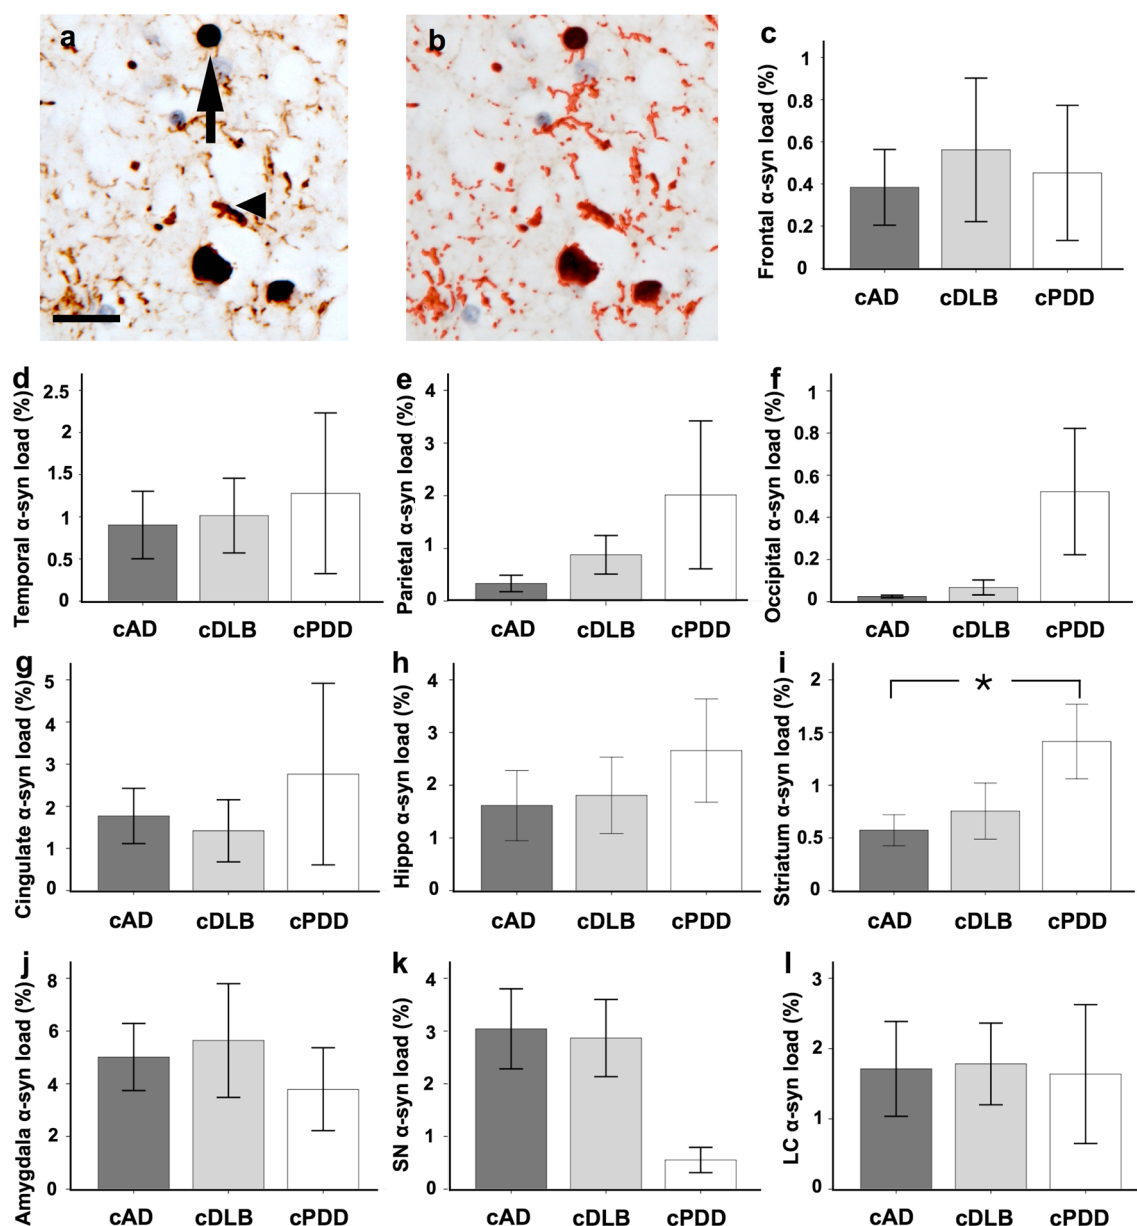 a
b
c
Frontal α-syn load (%)
1
0.8
0.6
0.4
0.2
0
cAD cDLB cPDD
d
Temporal α-syn load (%)
2.5
2
1.5
1
0.5
0
cAD cDLB cPDD
e
Parietal α-syn load (%)
4
3
2
1
0
cAD cDLB cPDD
f
Occipital α-syn load (%)
1
0.8
0.6
0.4
0.2
0
cAD cDLB cPDD
g
Cingulate α-syn load (%)
5
4
3
2
1
0
cAD cDLB cPDD
h
Hippo α-syn load (%)
4
3
2
1
0
cAD cDLB cPDD
i
Striatum α-syn load (%)
2
1.5
1
0.5
0
*
cAD cDLB cPDD
j
Amygdala α-syn load (%)
8
6
4
2
0
cAD cDLB cPDD
k
SN α-syn load (%)
4
3
2
1
0
cAD cDLB cPDD
l
LC α-syn load (%)
3
2
1
0
cAD cDLB cPDD